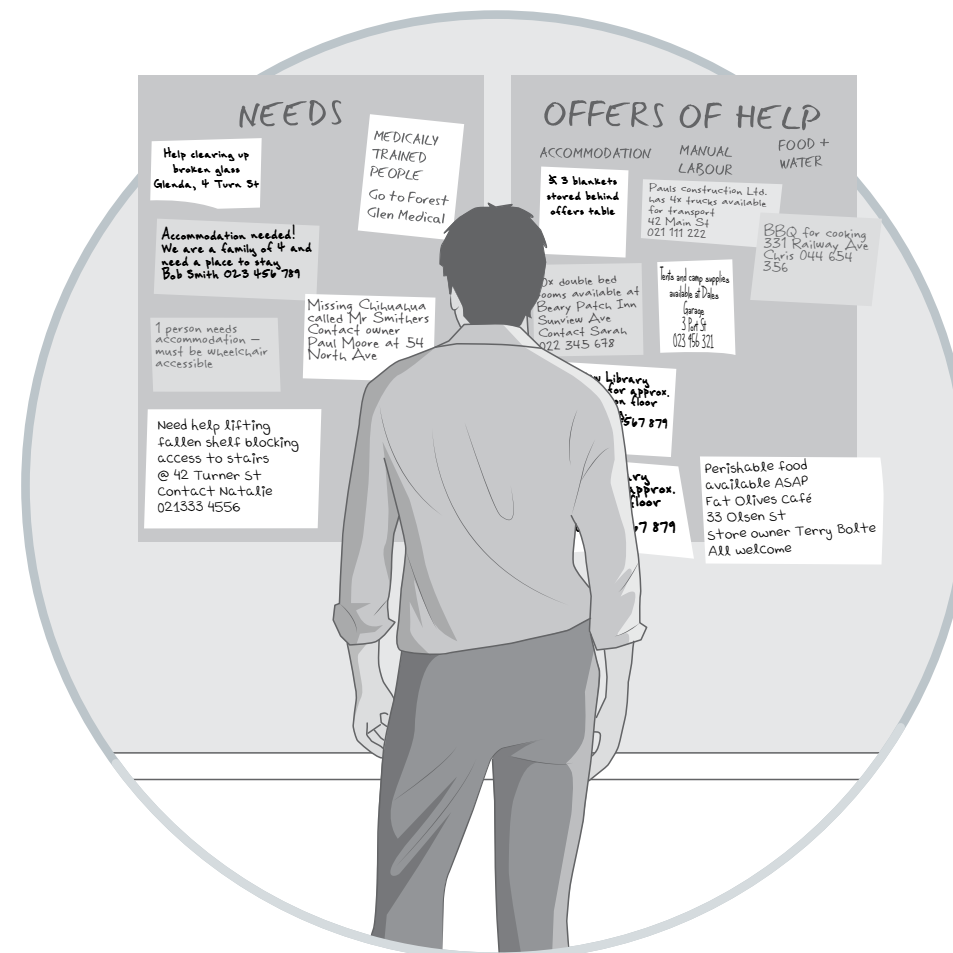 NEEDS
Help clearing up
broken glass
Glenda, 4 Turn St
MEDICAILY
TRAINED
PEOPLE
Go to Forest
Glen Medical
Accommodation needed!
We are a family of 4 and
need a place to stay
Bob Smith 023 456 789
Missing Chihuahua
called Mr Smithers
Contact owner
Paul Moore at 54
North Ave
1 person needs
accommodation –
must be wheelchair
accessible
Need help lifting
fallen shelf blocking
access to stairs
@ 42 Turner St
Contact Natalie
021333 4556
OFFERS OF HELP
ACCOMMODATION
MANUAL
LABOUR
FOOD +
WATER
3 blankets
stored behind
offers table
Pauls construction Ltd.
has 4x trucks available
for transport
42 Main St
021 111 222
BBQ for cooking
331 Railway Ave
Chris 044 654
356
double bed
available at
Beary Patch Inn
Sunview Ave
Contact Sarah
022 345 678
Tents and camp supplies
available at Dales
Garage
3 Port St
023 456 321
Library
for approx.
on floor
567 879
approx.
floor
67 879
Perishable food
available ASAP
Fat Olives Café
33 Olsen St
Store owner Terry Bolte
All welcome